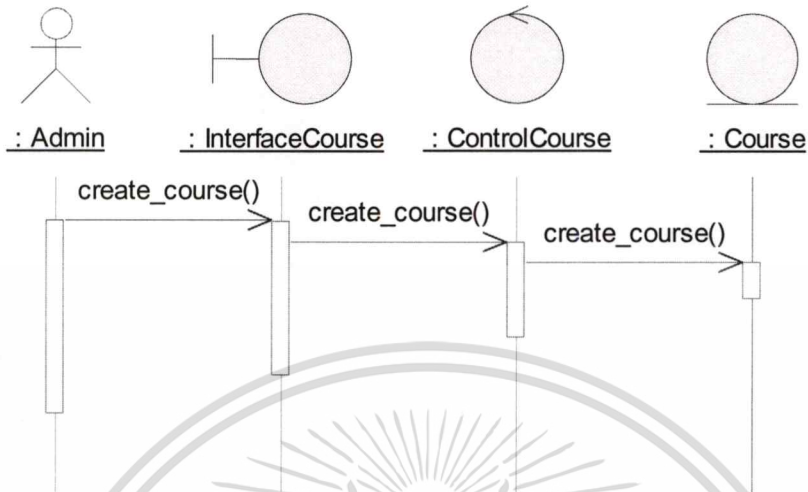 : Admin
: InterfaceCourse
: ControlCourse
: Course
create_course()
create_course()
create_course()